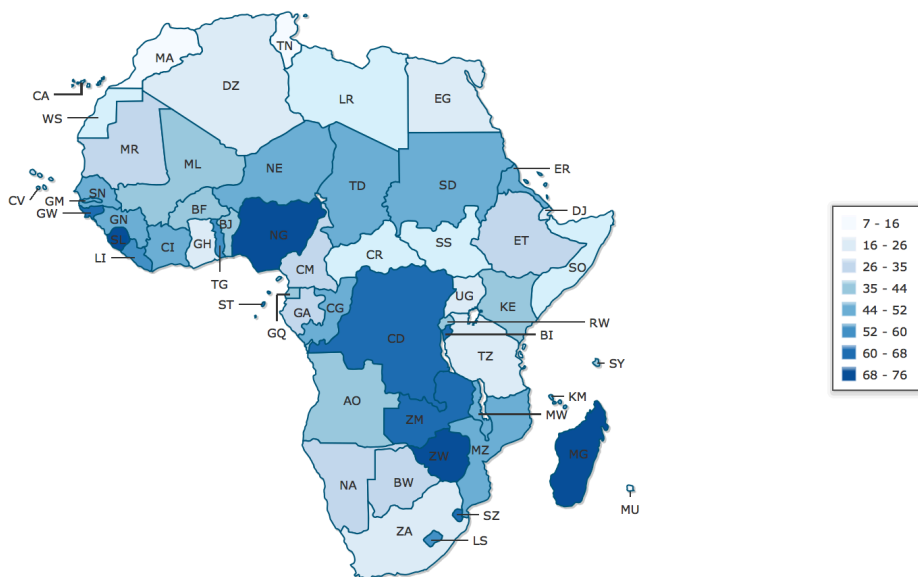 TN
MA
DZ
LR
EG
CA
WS
MR
ML
NE
TD
SD
ER
CV
GM
SN
GW
GN
BF
BJ
NG
DJ
SL
CI
GH
ET
LI
TG
CM
CR
SS
SO
ST
GQ
GA
CG
UG
KE
RW
CD
BI
TZ
SY
AO
KM
ZM
MW
MZ
ZW
MG
NA
BW
MU
SZ
ZA
LS
7 - 16
16 - 26
26 - 35
35 - 44
44 - 52
52 - 60
60 - 68
68 - 76